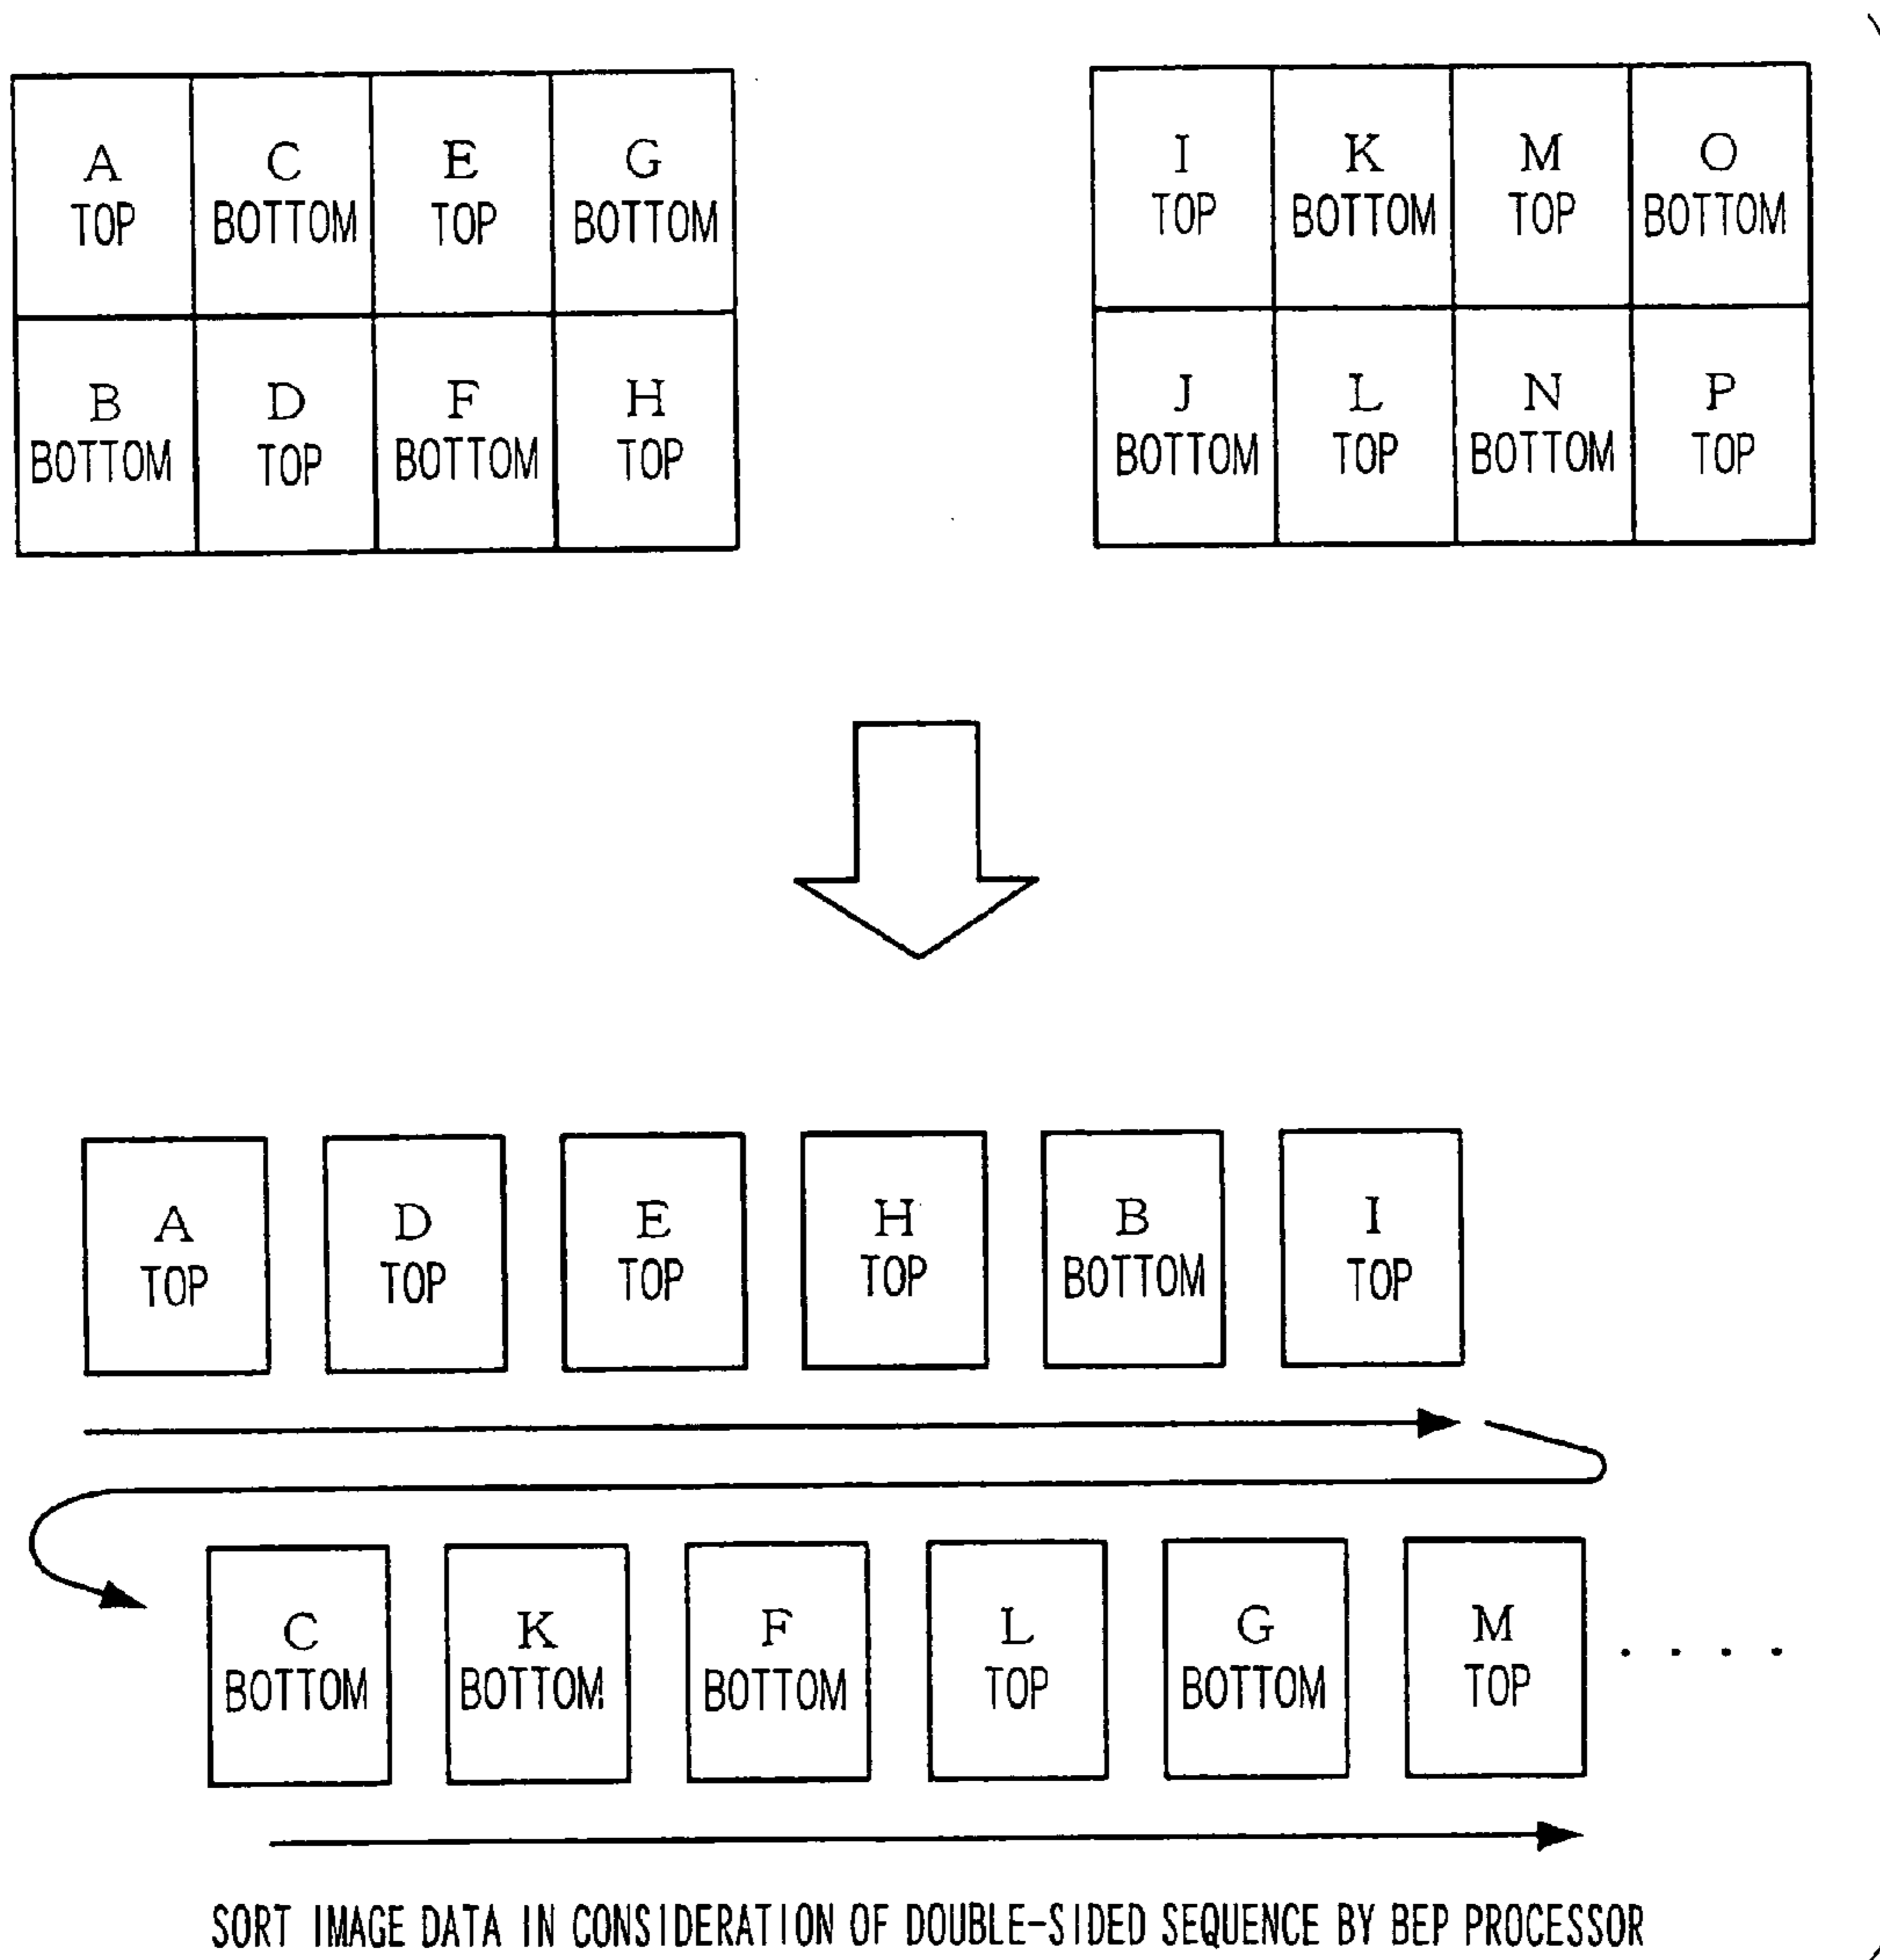 A
TOP
C
BOTTOM
E
TOP
G
BOTTOM
B
BOTTOM
D
TOP
F
BOTTOM
H
TOP
I
TOP
K
BOTTOM
M
TOP
O
BOTTOM
J
BOTTOM
L
TOP
N
BOTTOM
P
TOP
A
TOP
D
TOP
E
TOP
H
TOP
B
BOTTOM
I
TOP
C
BOTTOM
K
BOTTOM
F
BOTTOM
L
TOP
G
BOTTOM
M
TOP
. . . .
SORT IMAGE DATA IN CONSIDERATION OF DOUBLE-SIDED SEQUENCE BY BEP PROCESSOR